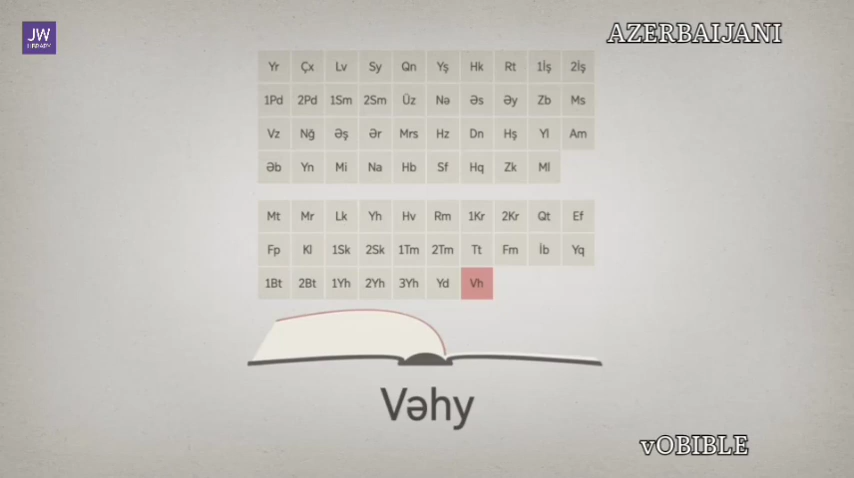 JW
LIBRARY
AZERBAIJANI
Yr Çx Lv Sy Qn Yş Hk Rt 1İş 2İş
1Pd 2Pd 1Sm 2Sm Üz Nə Əs Əy Zb Ms
Vz Nğ Əş Ər Mrs Hz Dn Hş Yl Am
Əb Yn Mi Na Hb Sf Hq Zk Ml
Mt Mr Lk Yh Hv Rm 1Kr 2Kr Qt Ef
Fp Kl 1Sk 2Sk 1Tm 2Tm Tt Fm İb Yq
1Bt 2Bt 1Yh 2Yh 3Yh Yd Vh
Vəhy
vOBIBLE